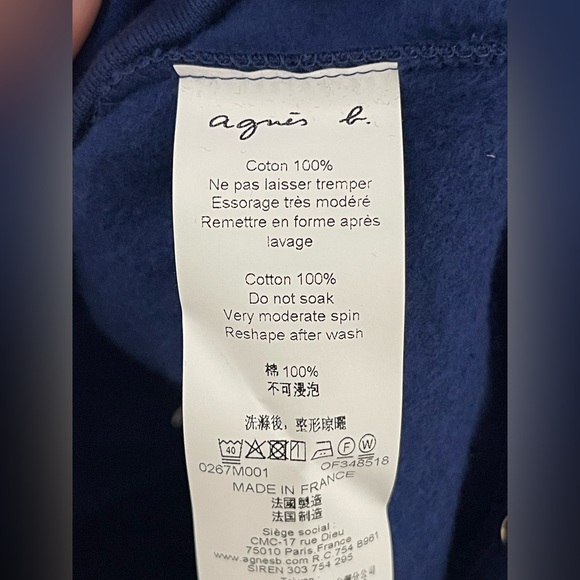 agnès b.
Coton 100%
Ne pas laisser tremper
Essorage très modéré
Remettre en forme après
lavage
Cotton 100%
Do not soak
Very moderate spin
Reshape after wash
棉 100%
不可浸泡
洗滌後，整形晾曬
40 F W
0267M001 OF348518
MADE IN FRANCE
法國製造
法国制造
Siège social :
CMC-17 rue Dieu
75010 Paris France
www.agnesb.com R.C 754 B961
SIREN 303 754 295